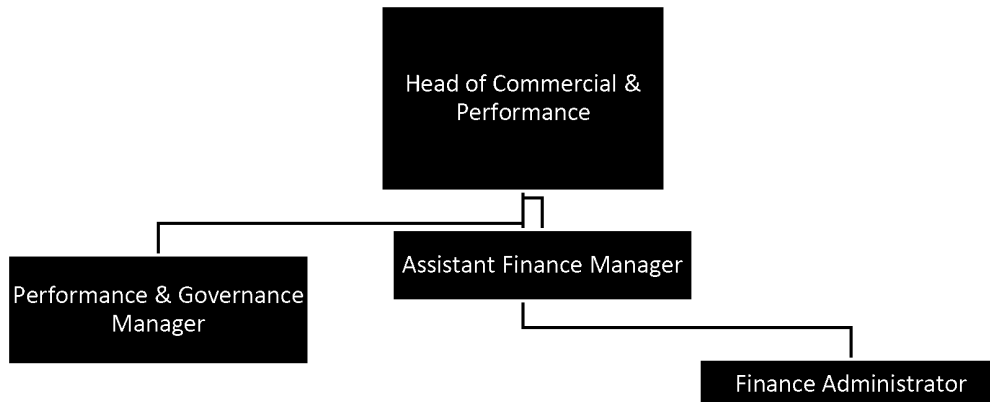 Head of Commercial &
Performance
Assistant Finance Manager
Performance & Governance
Manager
Finance Administrator